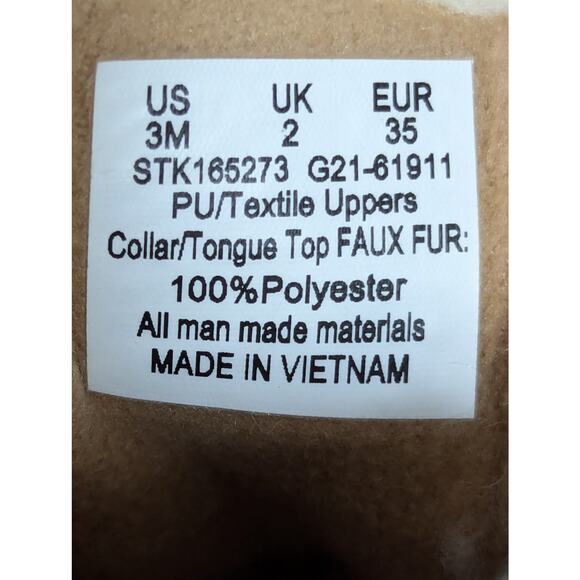 US UK EUR
3M 2 35
STK165273 G21-61911
PU/Textile Uppers
Collar/Tongue Top FAUX FUR:
100%Polyester
All man made materials
MADE IN VIETNAM